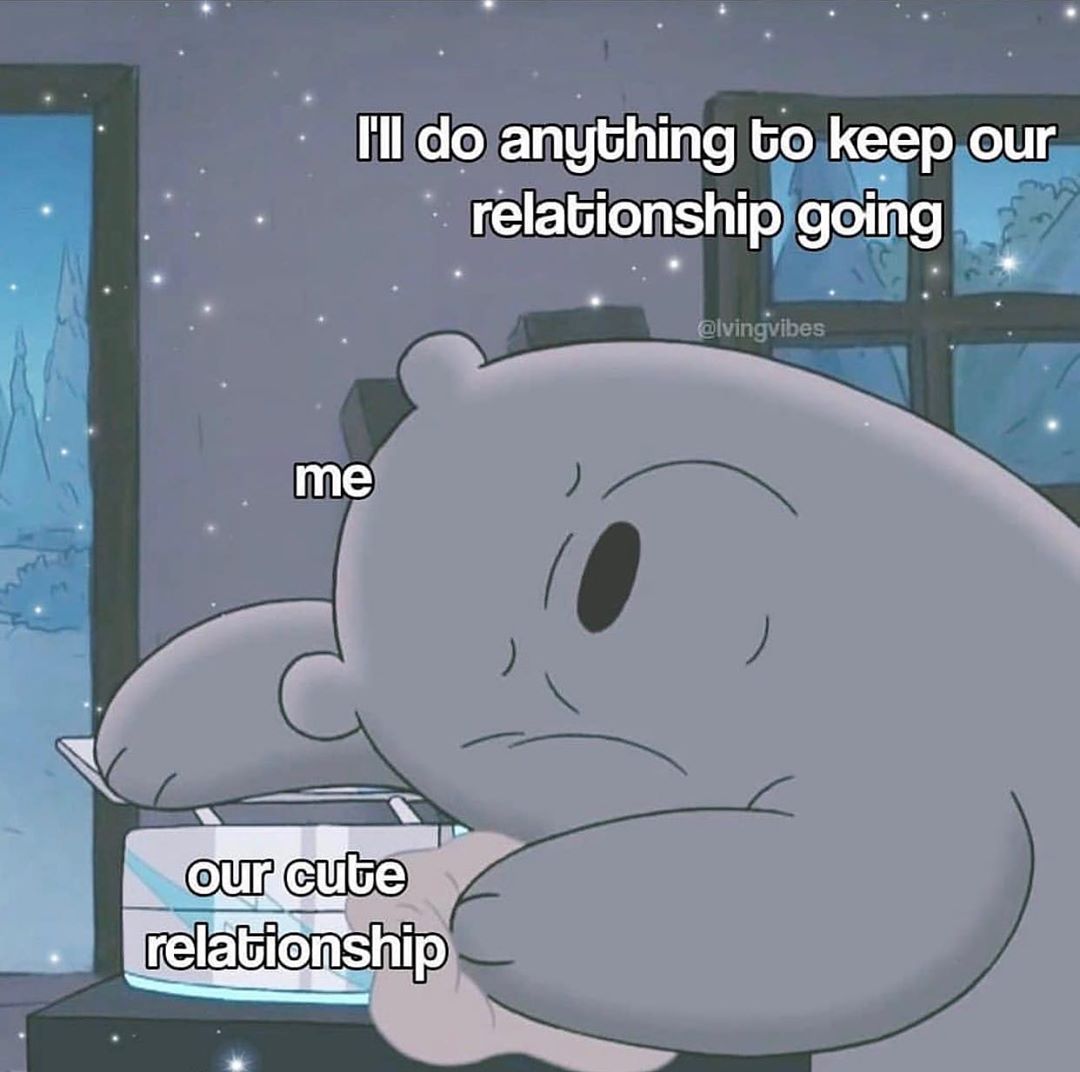 I'll do anything to keep our
relationship going
@lvingvibes
me
our cute
relationship